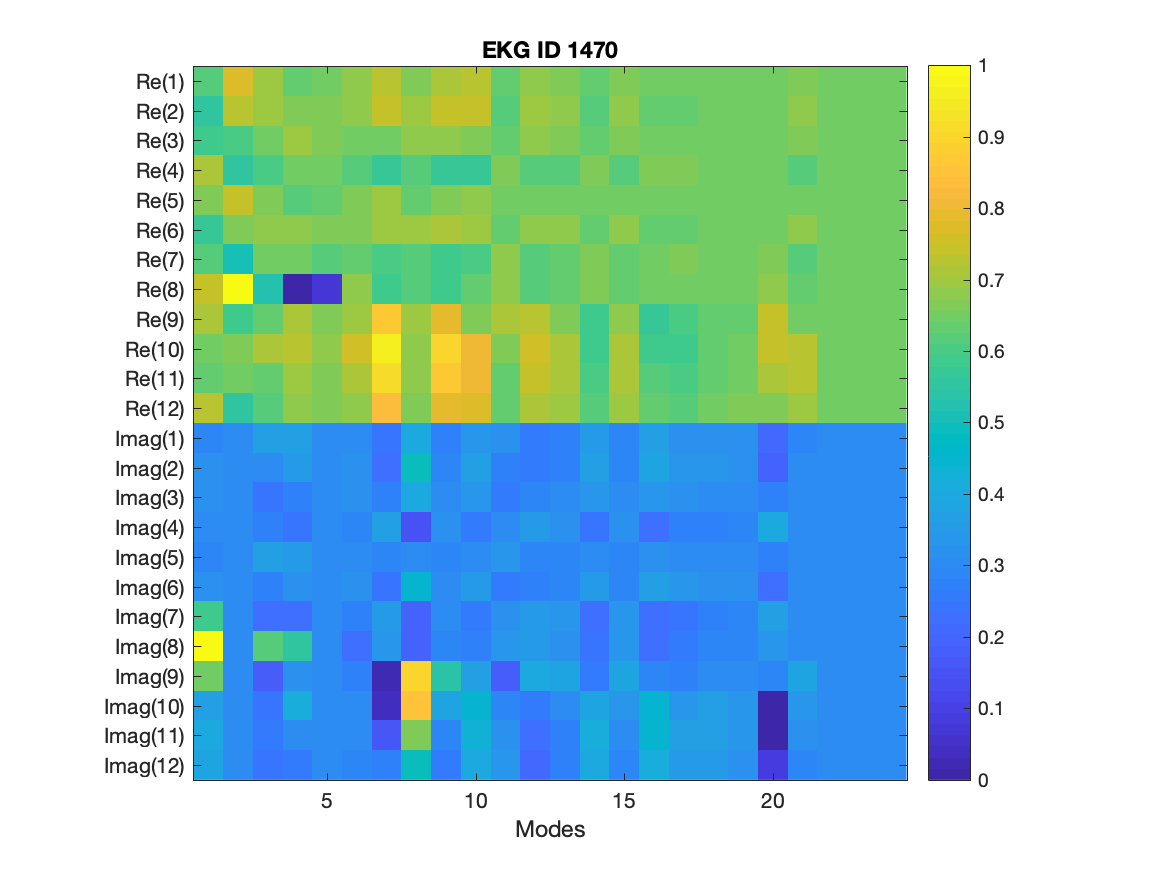 EKG ID 1470
Re(1)
Re(2)
Re(3)
Re(4)
Re(5)
Re(6)
Re(7)
Re(8)
Re(9)
Re(10)
Re(11)
Re(12)
Imag(1)
Imag(2)
Imag(3)
Imag(4)
Imag(5)
Imag(6)
Imag(7)
Imag(8)
Imag(9)
Imag(10)
Imag(11)
Imag(12)
5 10 15 20
Modes
1
0.9
0.8
0.7
0.6
0.5
0.4
0.3
0.2
0.1
0